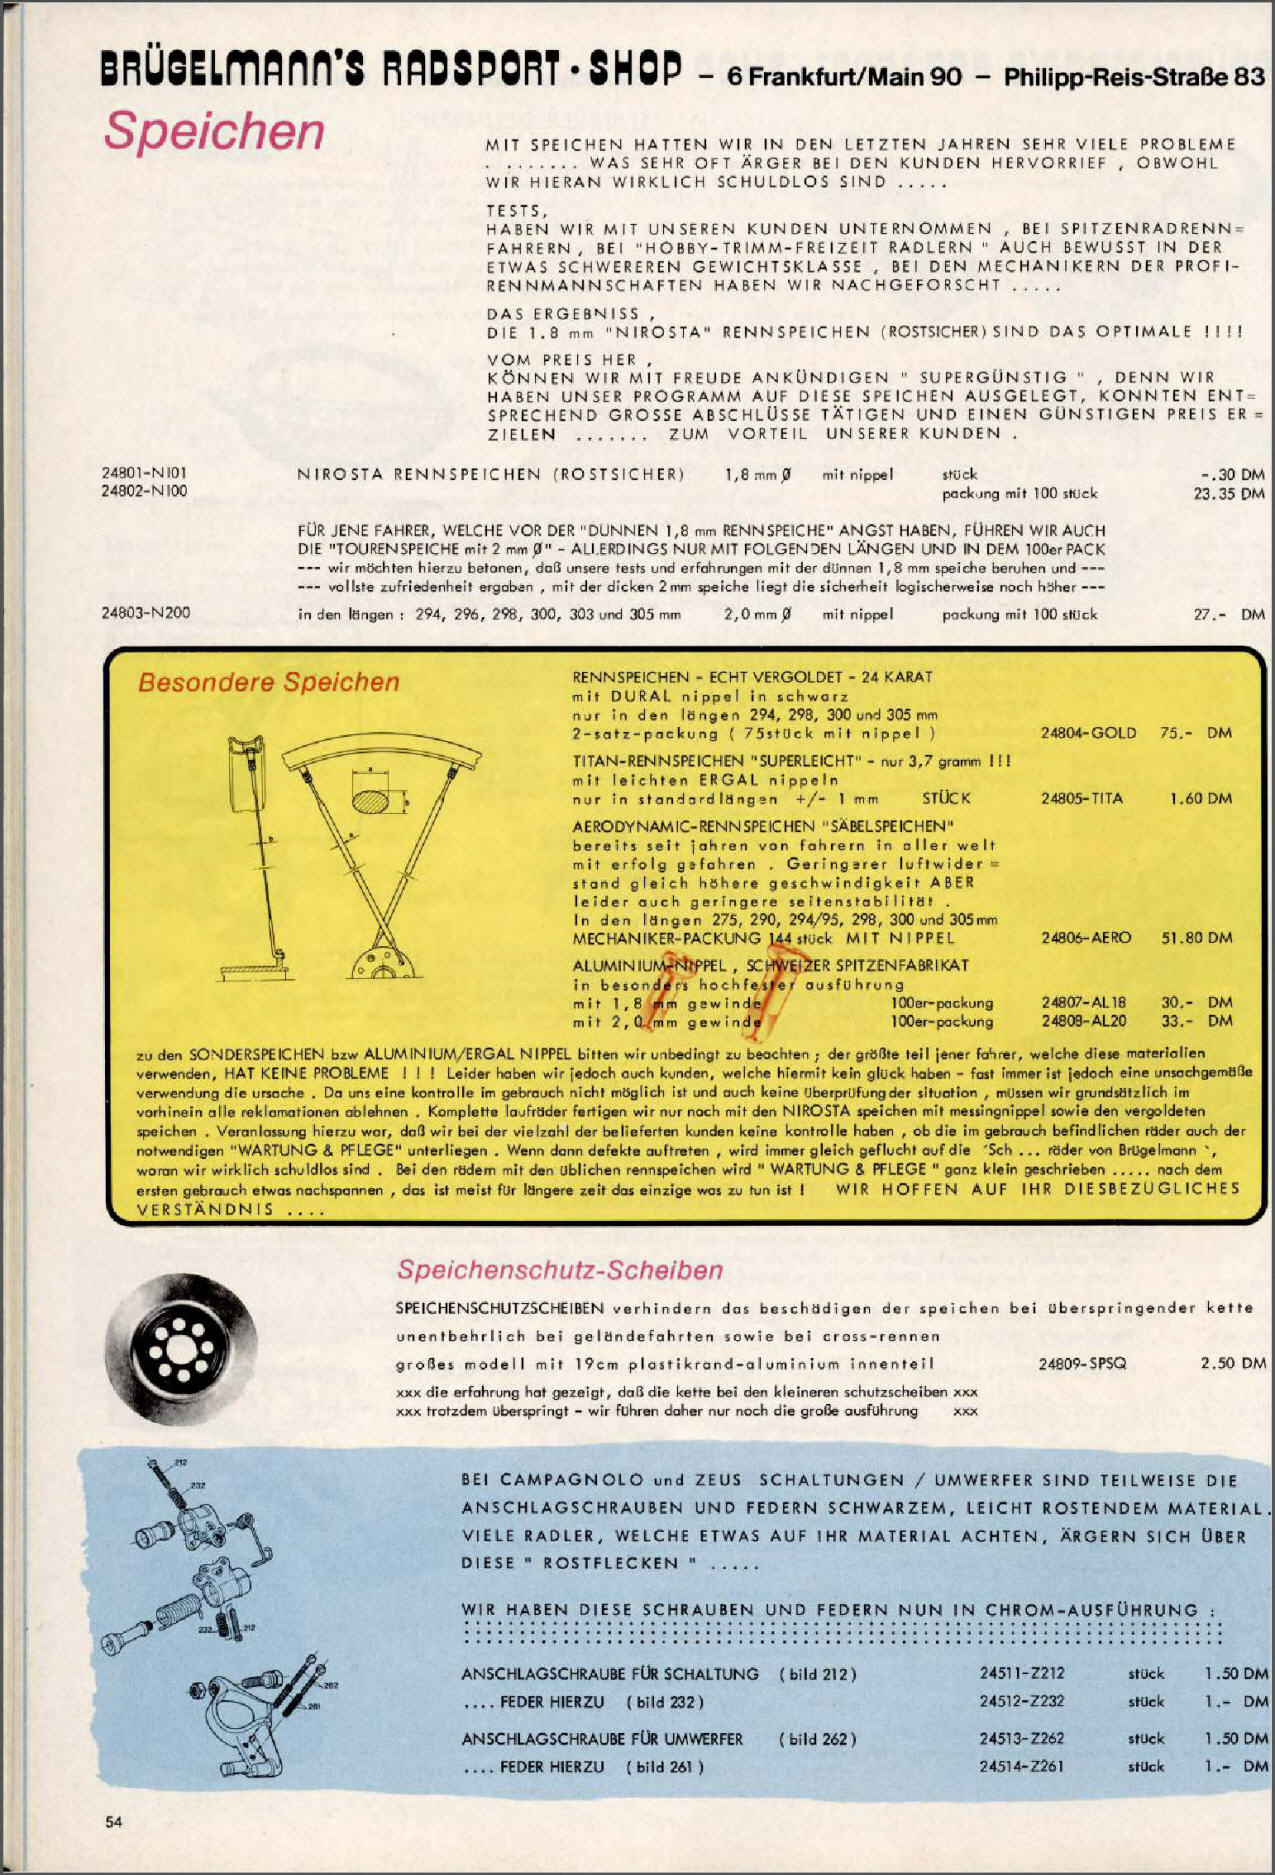 BRÜGELMANN'S RADSPORT · SHOP – 6 Frankfurt/Main 90 – Philipp-Reis-Straße 83
Speichen
MIT SPEICHEN HATTEN WIR IN DEN LETZTEN JAHREN SEHR VIELE PROBLEME
. ....... WAS SEHR OFT ÄRGER BEI DEN KUNDEN HERVORRIEF , OBWOHL
WIR HIERAN WIRKLICH SCHULDLOS SIND .....
TESTS,
HABEN WIR MIT UNSEREN KUNDEN UNTERNOMMEN , BEI SPITZENRADRENN=
FAHRERN, BEI "HOBBY-TRIMM-FREIZEIT RADLERN " AUCH BEWUSST IN DER
ETWAS SCHWEREREN GEWICHTSKLASSE , BEI DEN MECHANIKERN DER PROFI-
RENNMANNSCHAFTEN HABEN WIR NACHGEFORSCHT .....
DAS ERGEBNISS ,
DIE 1.8 mm "NIROSTA" RENNSPEICHEN (ROSTSICHER) SIND DAS OPTIMALE !!!!
VOM PREIS HER ,
KÖNNEN WIR MIT FREUDE ANKÜNDIGEN " SUPERGÜNSTIG " , DENN WIR
HABEN UNSER PROGRAMM AUF DIESE SPEICHEN AUSGELEGT, KONNTEN ENT=
SPRECHEND GROSSE ABSCHLÜSSE TÄTIGEN UND EINEN GÜNSTIGEN PREIS ER =
ZIELEN ....... ZUM VORTEIL UNSERER KUNDEN .
24801-NI01 NIROSTA RENNSPEICHEN (ROSTSICHER) 1,8 mm Ø mit nippel stück -.30 DM
24802-NI00 packung mit 100 stück 23.35 DM
FÜR JENE FAHRER, WELCHE VOR DER "DÜNNEN 1,8 mm RENNSPEICHE" ANGST HABEN, FÜHREN WIR AUCH
DIE "TOURENSPEICHE mit 2 mm Ø" - ALLERDINGS NUR MIT FOLGENDEN LÄNGEN UND IN DEM 100er PACK
--- wir möchten hierzu betonen, daß unsere tests und erfahrungen mit der dünnen 1,8 mm speiche beruhen und ---
--- vollste zufriedenheit ergaben , mit der dicken 2 mm speiche liegt die sicherheit logischerweise noch höher ---
24803-N200 in den längen : 294, 296, 298, 300, 303 und 305 mm 2,0 mm Ø mit nippel packung mit 100 stück 27.- DM
Besondere Speichen
RENNSPEICHEN - ECHT VERGOLDET - 24 KARAT
mit DURAL nippel in schwarz
nur in den längen 294, 298, 300 und 305 mm
2-satz-packung ( 75stück mit nippel ) 24804-GOLD 75.- DM
TITAN-RENNSPEICHEN "SUPERLEICHT" - nur 3,7 gramm !!!
mit leichten ERGAL nippeln
nur in standardlängen +/- 1 mm STÜCK 24805-TITA 1.60 DM
AERODYNAMIC-RENNSPEICHEN "SÄBELSPEICHEN"
bereits seit jahren von fahrern in aller welt
mit erfolg gefahren . Geringerer luftwider =
stand gleich höhere geschwindigkeit ABER
leider auch geringere seitenstabilität .
In den längen 275, 290, 294/95, 298, 300 und 305 mm
MECHANIKER-PACKUNG 144 stück MIT NIPPEL 24806-AERO 51.80 DM
ALUMINIUM-NIPPEL , SCHWEIZER SPITZENFABRIKAT
in besonders hochfester ausführung
mit 1,8 mm gewinde 100er-packung 24807-AL18 30.- DM
mit 2,0 mm gewinde 100er-packung 24808-AL20 33.- DM
zu den SONDERSPEICHEN bzw ALUMINIUM/ERGAL NIPPEL bitten wir unbedingt zu beachten ; der größte teil jener fahrer, welche diese materialien
verwenden, HAT KEINE PROBLEME ! ! ! Leider haben wir jedoch auch kunden, welche hiermit kein glück haben - fast immer ist jedoch eine unsachgemäße
verwendung die ursache . Da uns eine kontrolle im gebrauch nicht möglich ist und auch keine überprüfung der situation , müssen wir grundsätzlich im
vorhinein alle reklamationen ablehnen . Komplette laufräder fertigen wir nur noch mit den NIROSTA speichen mit messingnippel sowie den vergoldeten
speichen . Veranlassung hierzu war, daß wir bei der vielzahl der belieferten kunden keine kontrolle haben , ob die im gebrauch befindlichen räder auch der
notwendigen "WARTUNG & PFLEGE" unterliegen . Wenn dann defekte auftreten , wird immer gleich geflucht auf die ´Sch ... räder von Brügelmann `,
woran wir wirklich schuldlos sind . Bei den rädern mit den üblichen rennspeichen wird " WARTUNG & PFLEGE " ganz klein geschrieben ..... nach dem
ersten gebrauch etwas nachspannen , das ist meist für längere zeit das einzige was zu tun ist ! WIR HOFFEN AUF IHR DIESBEZÜGLICHES
VERSTÄNDNIS ....
Speichenschutz-Scheiben
SPEICHENSCHUTZSCHEIBEN verhindern das beschädigen der speichen bei überspringender kette
unentbehrlich bei geländefahrten sowie bei cross-rennen
großes modell mit 19cm plastikrand-aluminium innenteil 24809-SPSQ 2.50 DM
xxx die erfahrung hat gezeigt, daß die kette bei den kleineren schutzscheiben xxx
xxx trotzdem überspringt - wir führen daher nur noch die große ausführung xxx
BEI CAMPAGNOLO und ZEUS SCHALTUNGEN / UMWERFER SIND TEILWEISE DIE
ANSCHLAGSCHRAUBEN UND FEDERN SCHWARZEM, LEICHT ROSTENDEM MATERIAL.
VIELE RADLER, WELCHE ETWAS AUF IHR MATERIAL ACHTEN, ÄRGERN SICH ÜBER
DIESE " ROSTFLECKEN " .....
WIR HABEN DIESE SCHRAUBEN UND FEDERN NUN IN CHROM-AUSFÜHRUNG :
ANSCHLAGSCHRAUBE FÜR SCHALTUNG ( bild 212 ) 24511-Z212 stück 1.50 DM
.... FEDER HIERZU ( bild 232 ) 24512-Z232 stück 1.- DM
ANSCHLAGSCHRAUBE FÜR UMWERFER ( bild 262 ) 24513-Z262 stück 1.50 DM
.... FEDER HIERZU ( bild 261 ) 24514-Z261 stück 1.- DM
212
232
232
212
262
261
54